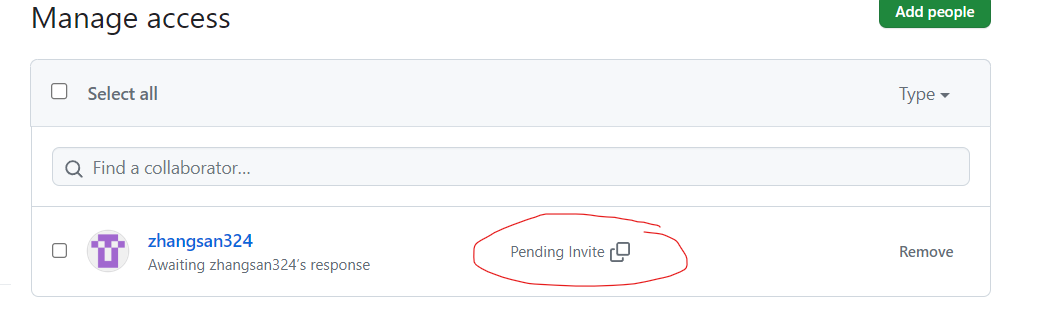 Manage access
Add people
Select all
Type
Find a collaborator...
zhangsan324
Awaiting zhangsan324's response
Pending Invite
Remove